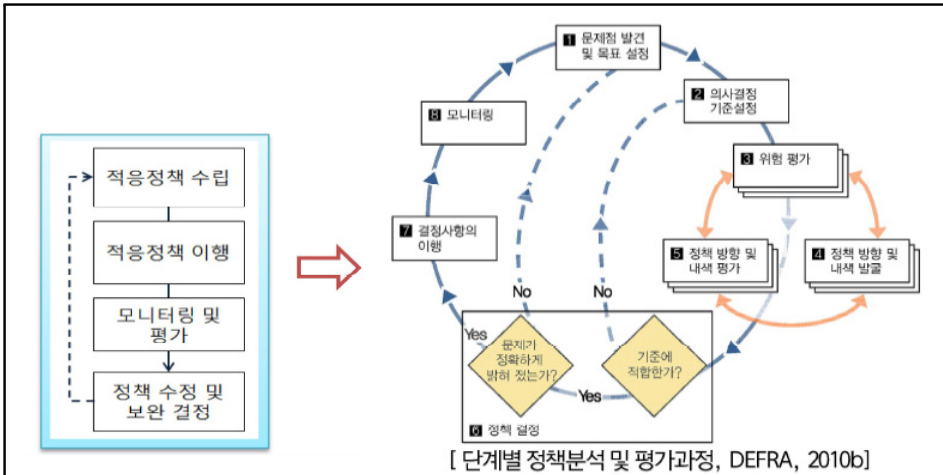 적응정책 수립
적응정책 이행
모니터링 및
평가
정책 수정 및
보완 결정
1 문제점 발견
및 목표 설정
2 의사결정
기준설정
3 위험 평가
4 정책 방향 및
내색 발굴
5 정책 방향 및
내색 평가
기준에
적합한가?
No
Yes
문제가
정확하게
밝혀 졌는가?
No
Yes
6 정책 결정
7 결정사항의
이행
8 모니터링
[ 단계별 정책분석 및 평가과정, DEFRA, 2010b]